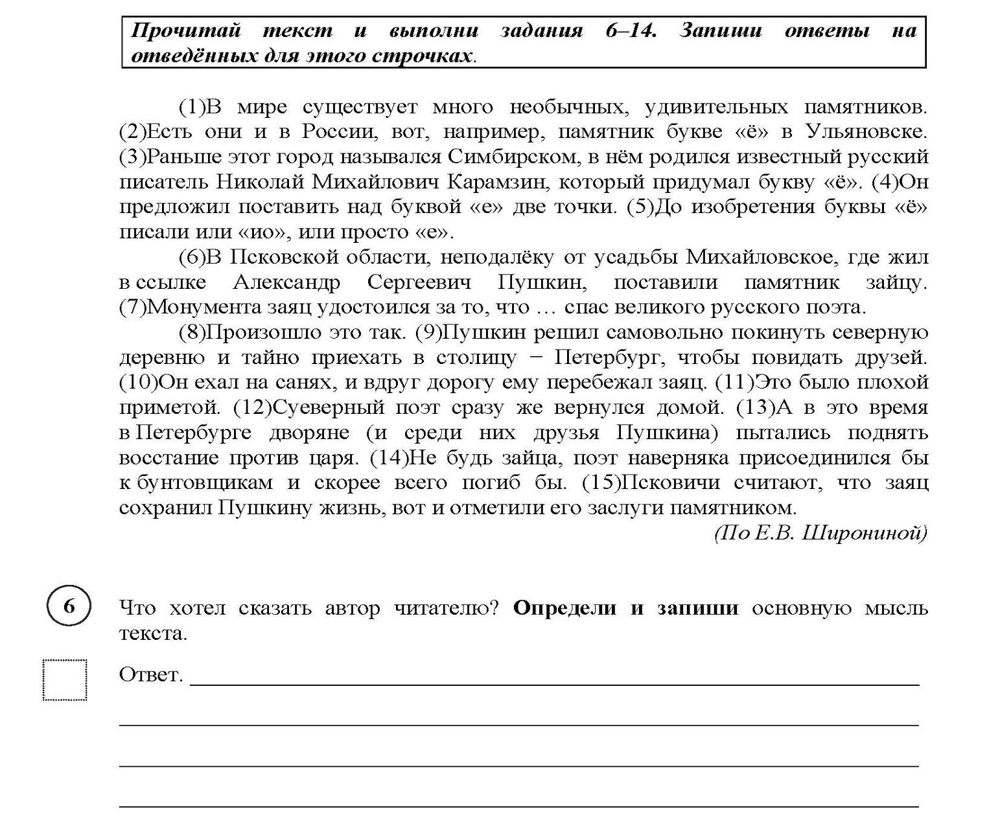 Прочитай текст и выполни задания 6–14. Запиши ответы на
отведённых для этого строчках.
(1)В мире существует много необычных, удивительных памятников.
(2)Есть они и в России, вот, например, памятник букве «ё» в Ульяновске.
(3)Раньше этот город назывался Симбирском, в нём родился известный русский
писатель Николай Михайлович Карамзин, который придумал букву «ё». (4)Он
предложил поставить над буквой «е» две точки. (5)До изобретения буквы «ё»
писали или «ио», или просто «е».
(6)В Псковской области, неподалёку от усадьбы Михайловское, где жил
в ссылке Александр Сергеевич Пушкин, поставили памятник зайцу.
(7)Монумента заяц удостоился за то, что … спас великого русского поэта.
(8)Произошло это так. (9)Пушкин решил самовольно покинуть северную
деревню и тайно приехать в столицу − Петербург, чтобы повидать друзей.
(10)Он ехал на санях, и вдруг дорогу ему перебежал заяц. (11)Это было плохой
приметой. (12)Суеверный поэт сразу же вернулся домой. (13)А в это время
в Петербурге дворяне (и среди них друзья Пушкина) пытались поднять
восстание против царя. (14)Не будь зайца, поэт наверняка присоединился бы
к бунтовщикам и скорее всего погиб бы. (15)Псковичи считают, что заяц
сохранил Пушкину жизнь, вот и отметили его заслуги памятником.
(По Е.В. Широниной)
6 Что хотел сказать автор читателю? Определи и запиши основную мысль
текста.
Ответ.